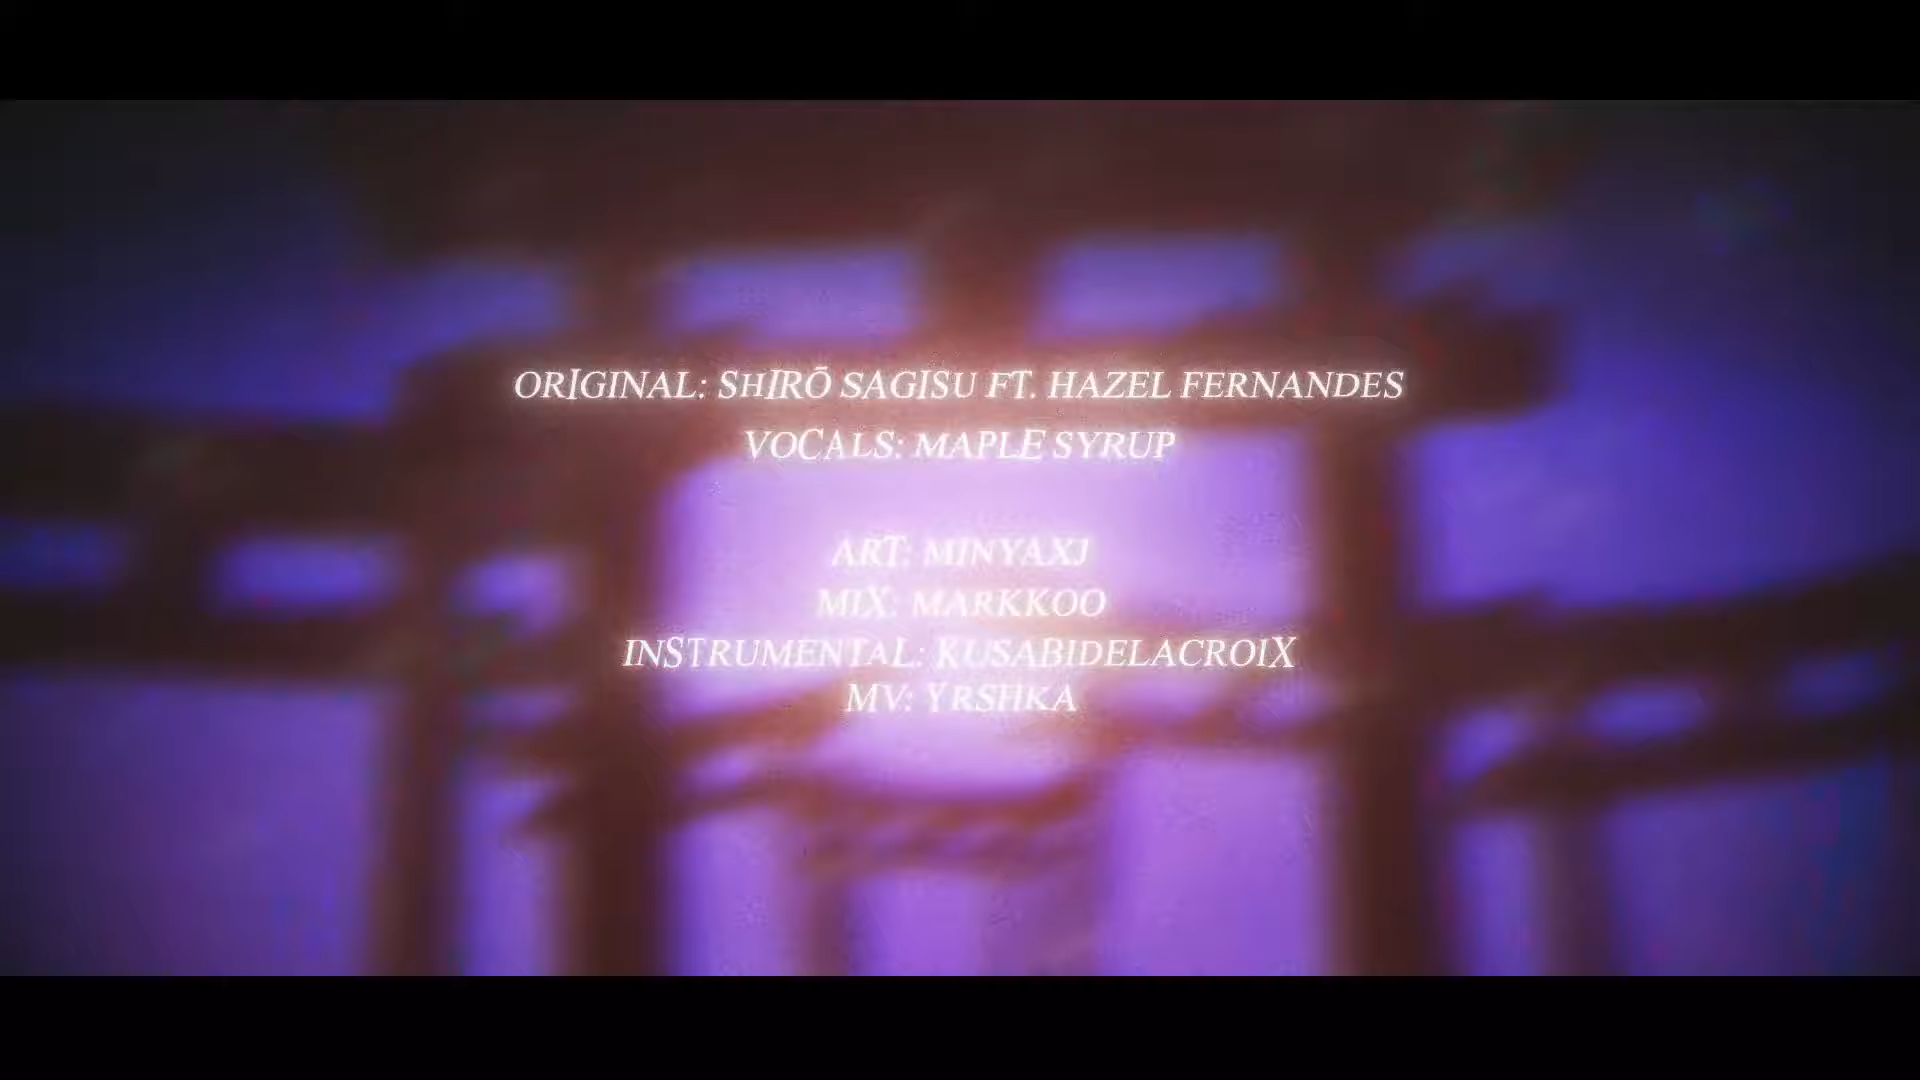 ORIGINAL: SHIRŌ SAGISU FT. HAZEL FERNANDES
VOCALS: MAPLE SYRUP
ART: MINYAXJ
MIX: MARKKOO
INSTRUMENTAL: KUSABIDELACROIX
MV: YRSHKA